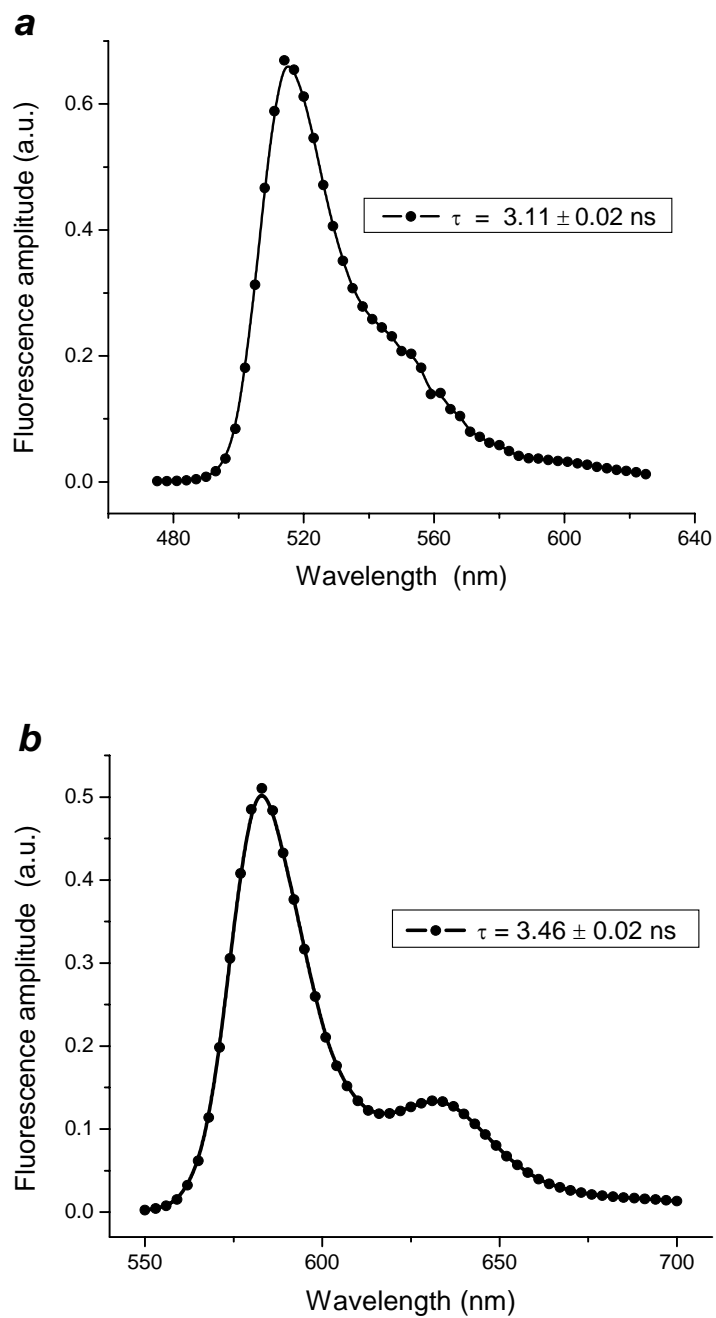 a
0.6
0.4
0.2
0.0
Fluorescence amplitude (a.u.)
τ = 3.11 ± 0.02 ns
480 520 560 600 640
Wavelength (nm)
b
0.5
0.4
0.3
0.2
0.1
0.0
Fluorescence amplitude (a.u.)
τ = 3.46 ± 0.02 ns
550 600 650 700
Wavelength (nm)